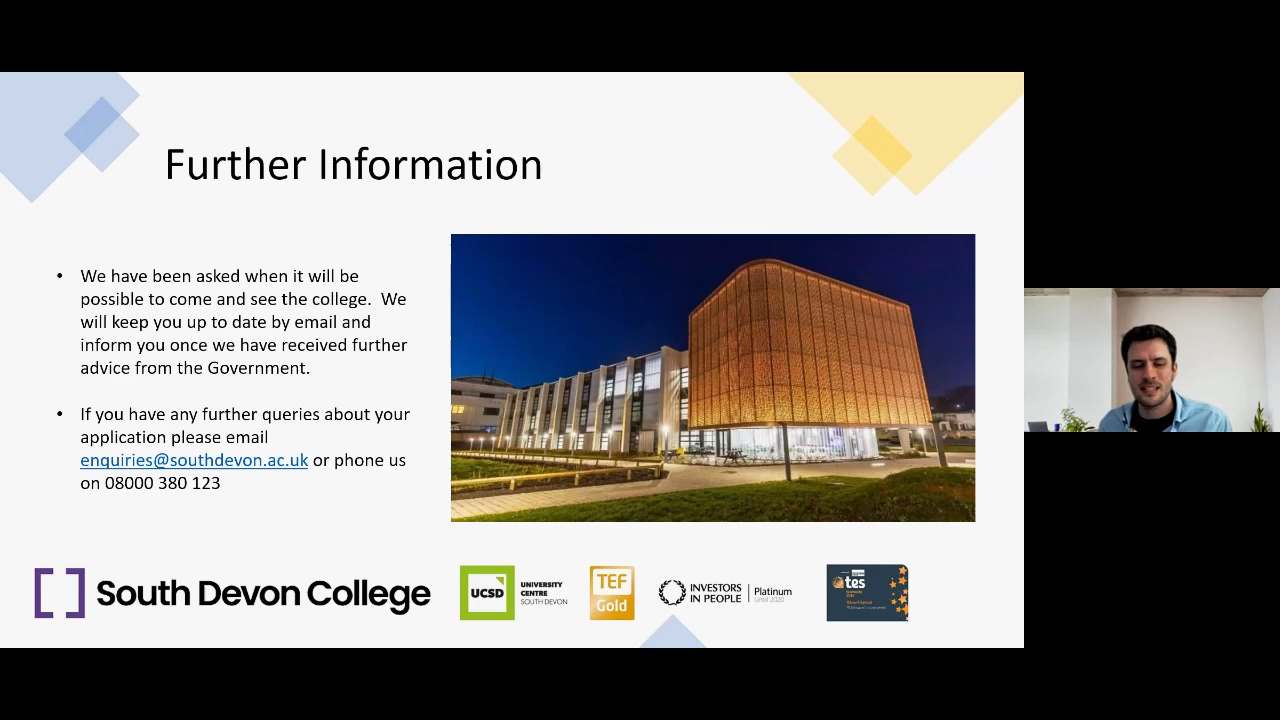 Further Information
• We have been asked when it will be
possible to come and see the college.  We
will keep you up to date by email and
inform you once we have received further
advice from the Government.
• If you have any further queries about your
application please email
enquiries@southdevon.ac.uk or phone us
on 08000 380 123
South Devon College
UCSD
UNIVERSITY
CENTRE
SOUTH DEVON
TEF
Gold
INVESTORS
IN PEOPLE
Platinum
Until 2020
tes